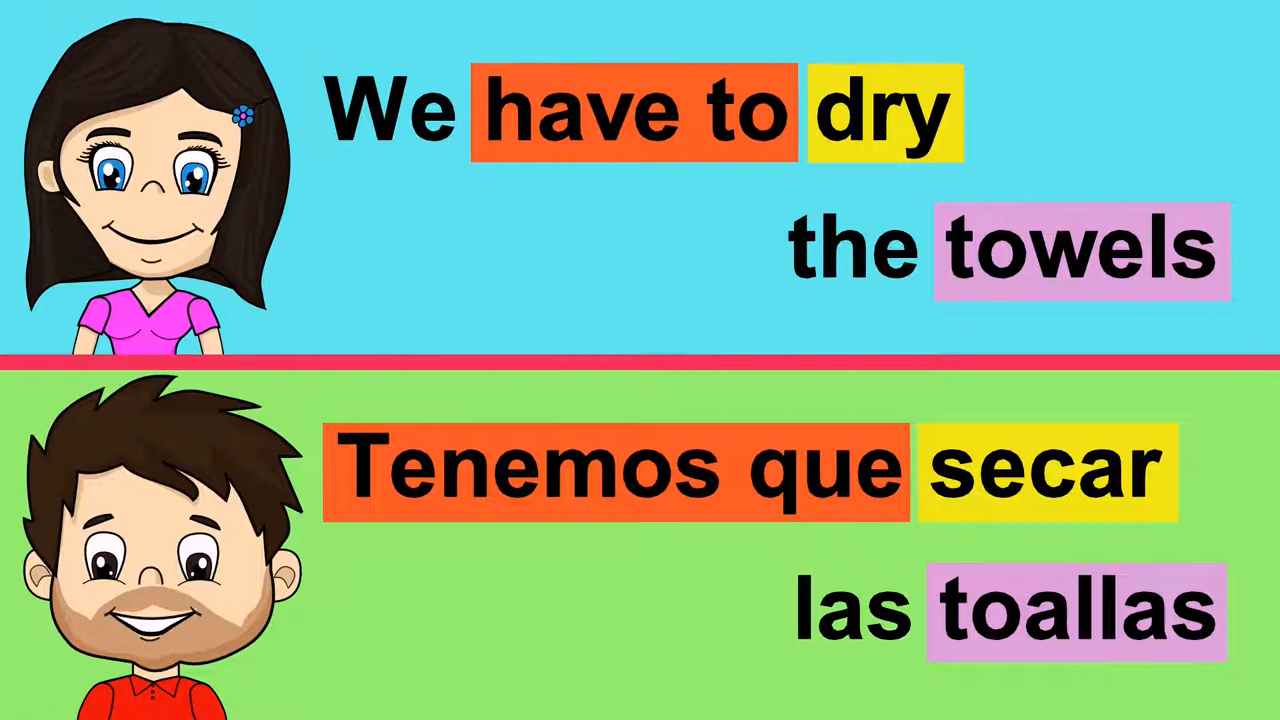 We have to dry
the towels
Tenemos que secar
las toallas